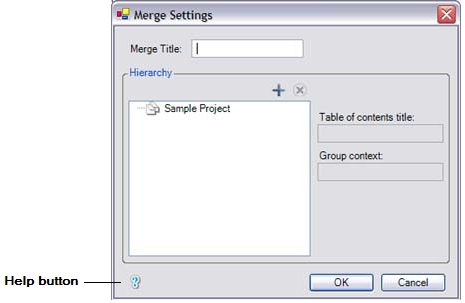 Merge Settings
Merge Title:
Hierarchy
Sample Project
Table of contents title:
Group context:
Help button
?
OK
Cancel